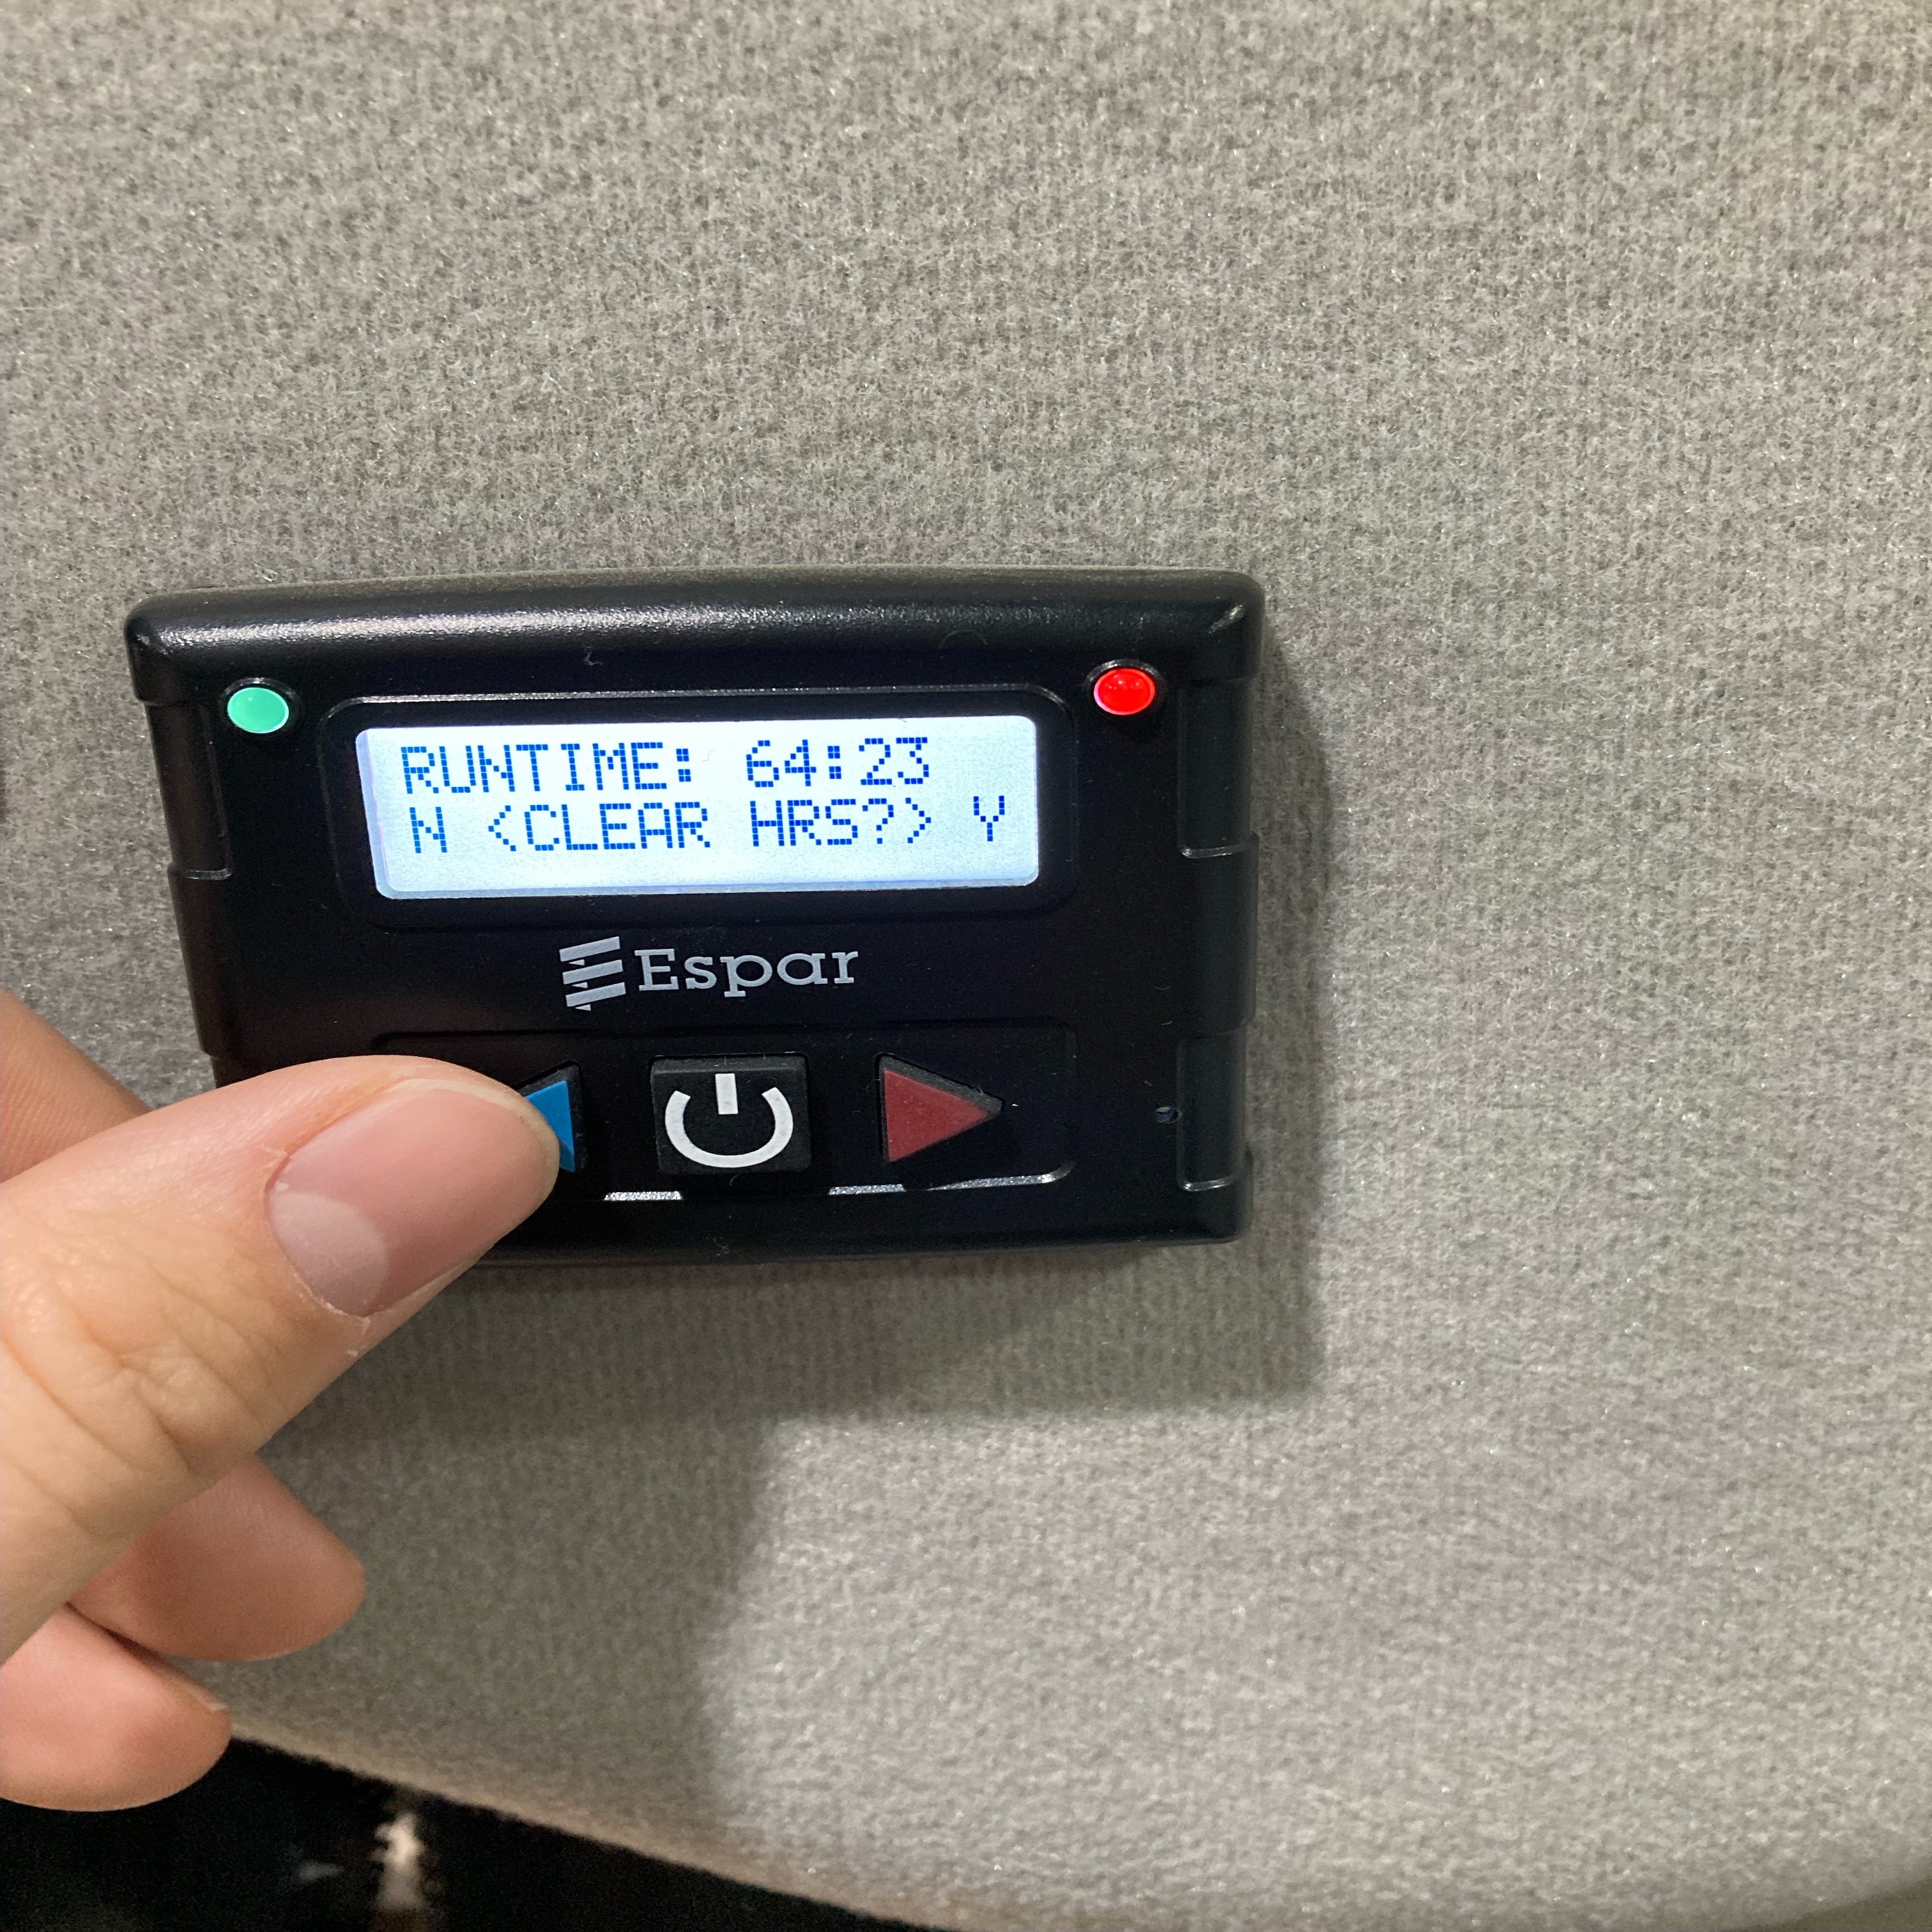 RUNTIME: 64:23
N <CLEAR HRS?> Y
Espar